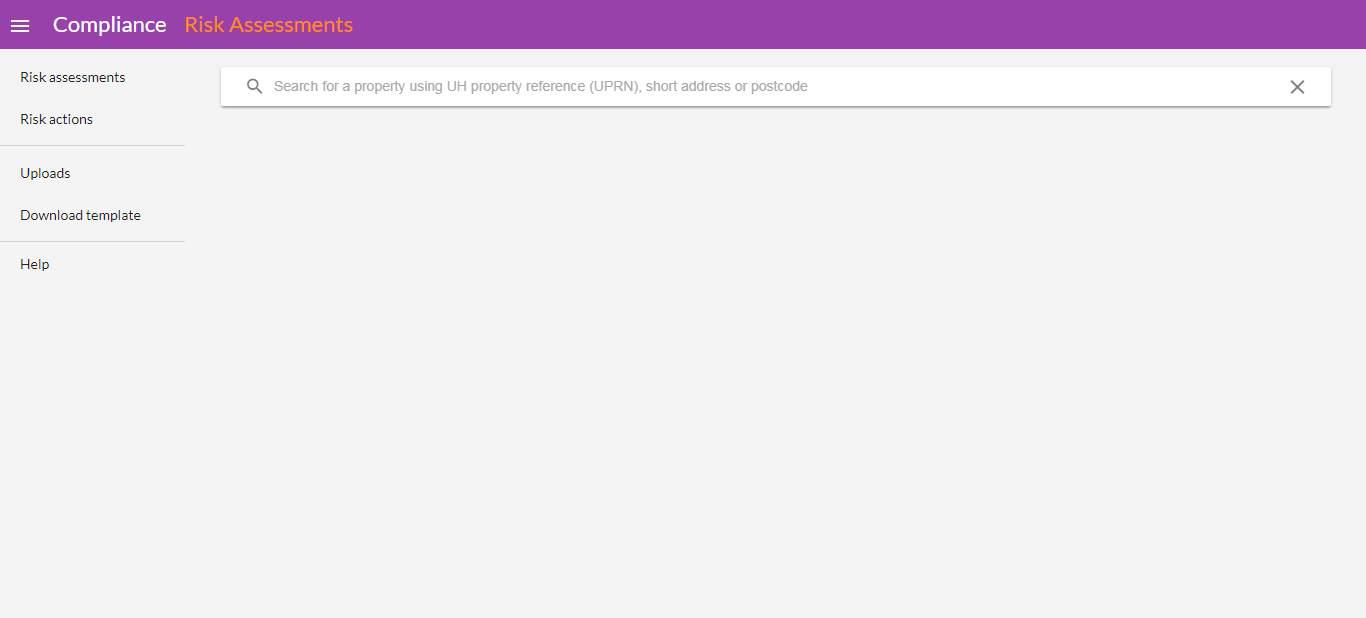 Compliance Risk Assessments
Risk assessments
Search for a property using UH property reference (UPRN), short address or postcode
Risk actions
Uploads
Download template
Help